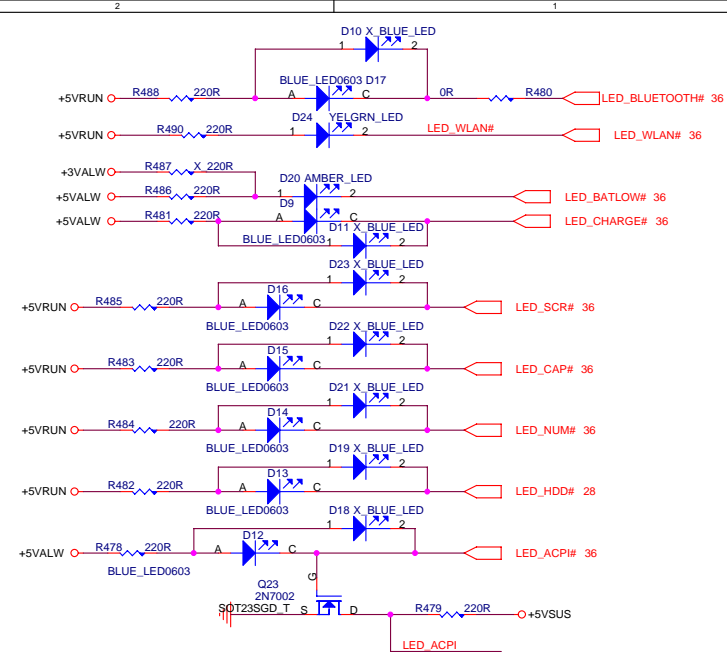 2 1
D10 X_BLUE_LED
1 2
BLUE_LED0603 D17
+5VRUN R488 220R A C 0R R480 LED_BLUETOOTH# 36
D24 YELGRN_LED
+5VRUN R490 220R 1 2 LED_WLAN# LED_WLAN# 36
+3VALW R487 X_220R
D20 AMBER_LED
+5VALW R486 220R 1 2 LED_BATLOW# 36
D9
+5VALW R481 220R A C LED_CHARGE# 36
D11 X_BLUE_LED
BLUE_LED0603 1 2
D23 X_BLUE_LED
1 2
D16
+5VRUN R485 220R A C LED_SCR# 36
BLUE_LED0603
D22 X_BLUE_LED
1 2
D15
+5VRUN R483 220R A C LED_CAP# 36
BLUE_LED0603
D21 X_BLUE_LED
1 2
D14
+5VRUN R484 220R A C LED_NUM# 36
BLUE_LED0603
D19 X_BLUE_LED
1 2
D13
+5VRUN R482 220R A C LED_HDD# 28
BLUE_LED0603
D18 X_BLUE_LED
1 2
D12
+5VALW R478 220R A C LED_ACPI# 36
BLUE_LED0603
G
Q23
2N7002
SOT23SGD_T S D R479 220R +5VSUS
LED_ACPI